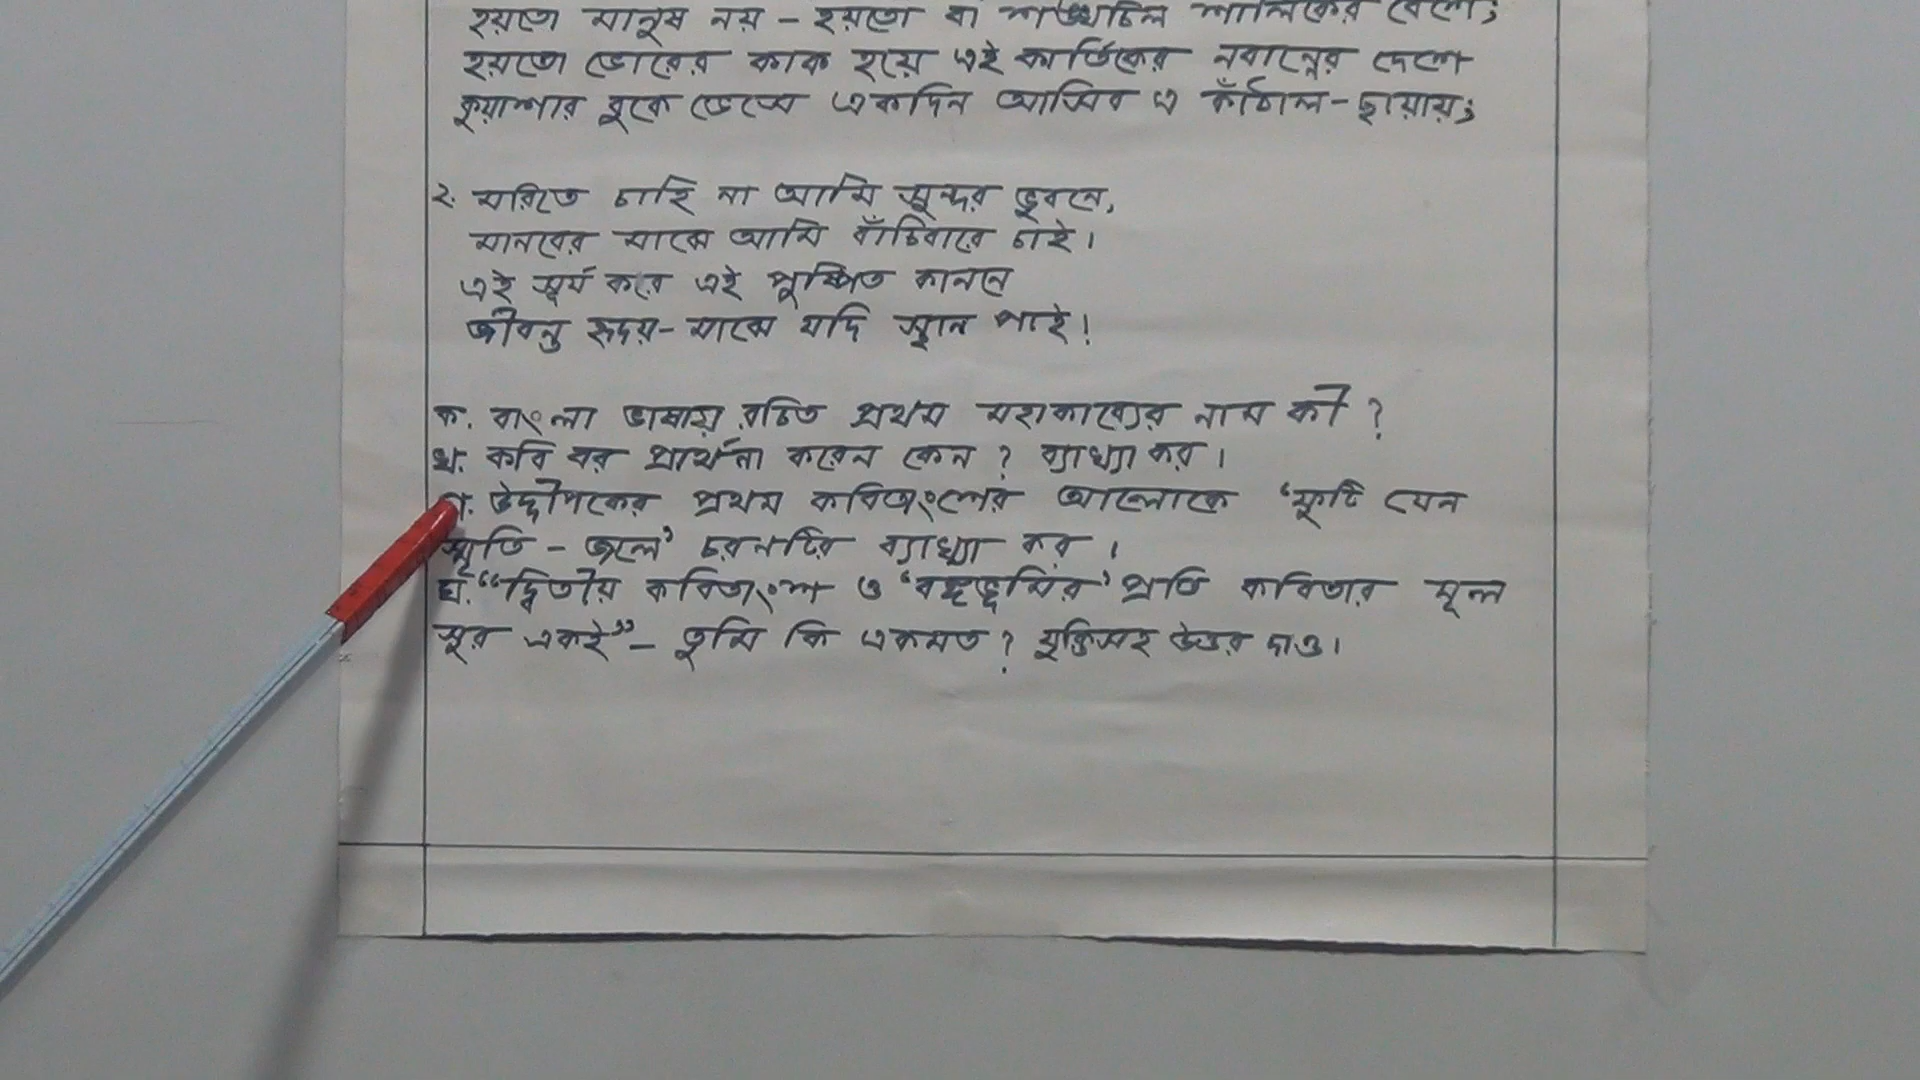 হয়তো মানুষ নয় - হয়তো বা শঙ্খচিল শালিকের বেশে;
হয়তো ভোরের কাক হয়ে এই কার্তিকের নবান্নের দেশে
কুয়াশার বুকে ভেসে একদিন আসিব এ কাঁঠাল-ছায়ায়;
২. মরিতে চাহি না আমি সুন্দর ভুবনে,
মানবের মাঝে আমি বাঁচিবারে চাই।
এই সূর্য করে এই পুষ্পিত কাননে
জীবন্ত হৃদয়-মাঝে যদি স্থান পাই!
ক. বাংলা ভাষায় রচিত প্রথম মহাকাব্যের নাম কী?
খ. কবি বর প্রার্থনা করেন কেন? ব্যাখ্যা কর।
গ. উদ্দীপকের প্রথম কবিতাংশের আলোকে ‘ফুটি যেন
স্মৃতি - জলে’ চরণটির ব্যাখ্যা কর।
ঘ. “দ্বিতীয় কবিতাংশ ও ‘বঙ্গভূমির’ প্রতি কবিতার মূল
সুর একই” - তুমি কি একমত? যুক্তিসহ উত্তর দাও।